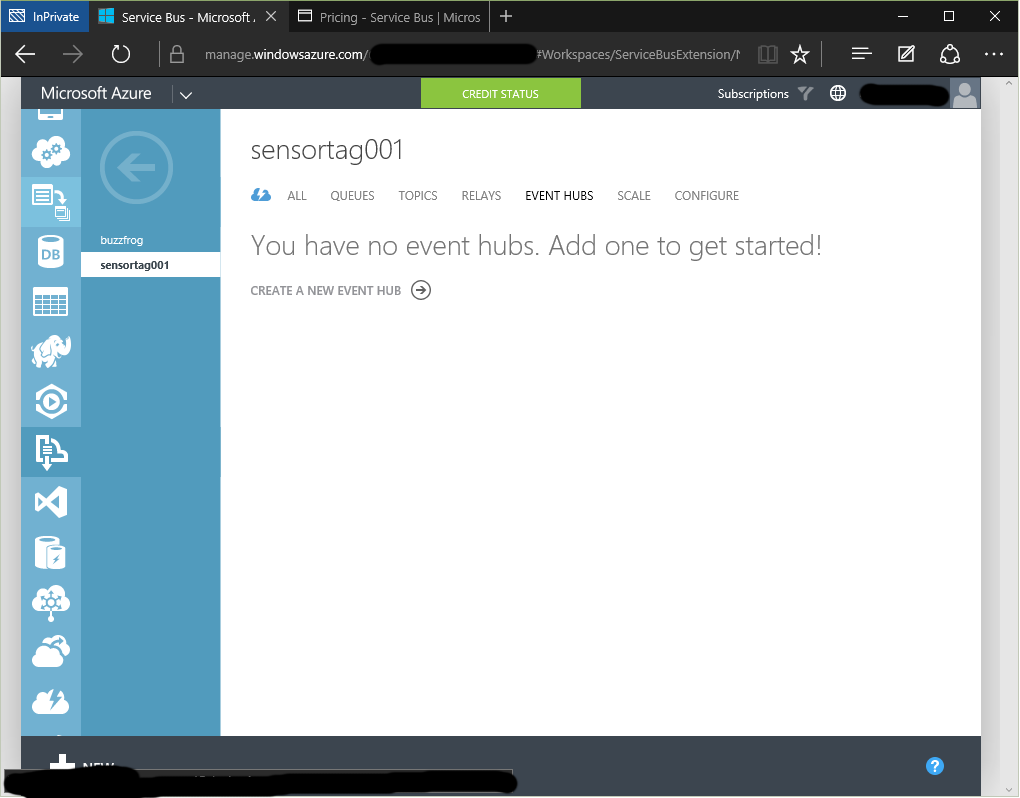 InPrivate
Service Bus - Microsoft A
Pricing - Service Bus | Micros
manage.windowsazure.com/
#Workspaces/ServiceBusExtension/
Microsoft Azure
CREDIT STATUS
Subscriptions
sensortag001
ALL
QUEUES
TOPICS
RELAYS
EVENT HUBS
SCALE
CONFIGURE
DB
buzzfrog
sensortag001
You have no event hubs. Add one to get started!
CREATE A NEW EVENT HUB
NEW
?